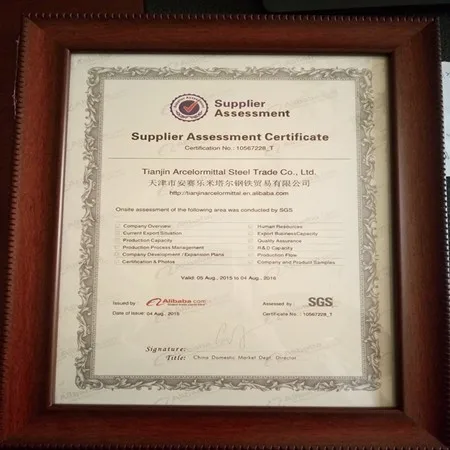 Supplier
Assessment
Supplier Assessment Certificate
Certification No.: 10567228_T
Tianjin Arcelormittal Steel Trade Co., Ltd.
天津市安赛乐米塔尔钢铁贸易有限公司
http://tianjinarcelormittal.en.alibaba.com
Onsite assessment of the following area was conducted by SGS
Company Overview
Current Export Situation
Production Capacity
Production Process Management
Company Development / Expansion Plans
Certification & Photos
Human Resources
Export Business Capacity
Quality Assurance
R&D Capacity
Production Flow
Company and Product Samples
Valid: 05 Aug., 2015 to 04 Aug., 2016
Issued by : Alibaba.com
Date of Issue: 04 Aug., 2015
Assessed by : SGS
Certificate No. : 10567228_T
Signature:
Title: China Domestic Market Dept. Director